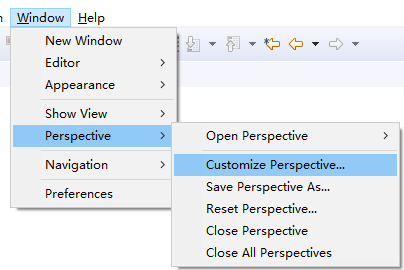 Window Help
New Window
Editor
Appearance
Show View
Perspective
Navigation
Preferences
Open Perspective
Customize Perspective...
Save Perspective As...
Reset Perspective...
Close Perspective
Close All Perspectives